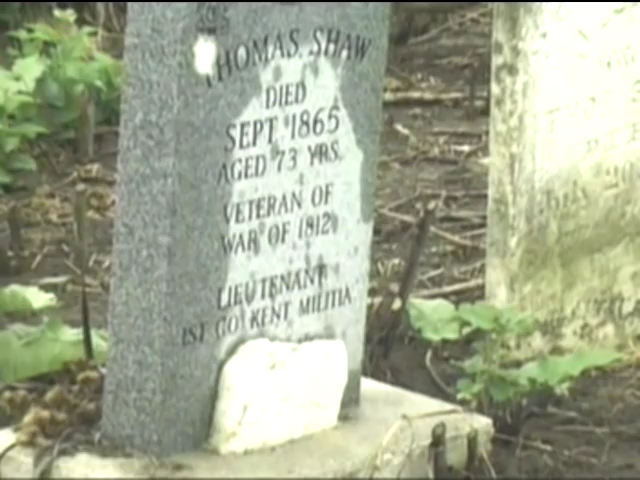 THOMAS SHAW
DIED
SEPT. 1865
AGED 73 YRS.
VETERAN OF
WAR OF 1812
LIEUTENANT
1ST CO. KENT MILITIA